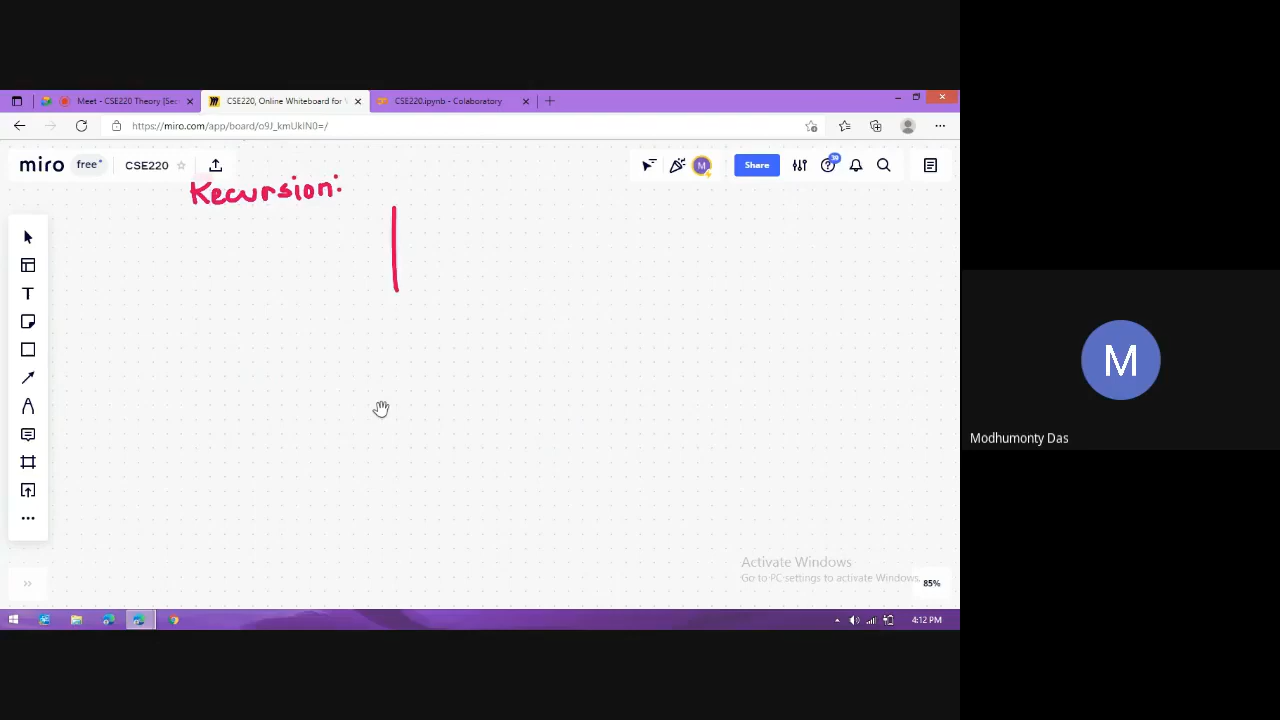 Meet - CSE220 Theory [Sec
CSE220, Online Whiteboard for V
CSE220.ipynb - Colaboratory
https://miro.com/app/board/o9J_kmUkIN0=/
miro
free
CSE220
M
Share
Recursion:
M
Modhumonty Das
Activate Windows
Go to PC settings to activate Windows.
85%
4:12 PM